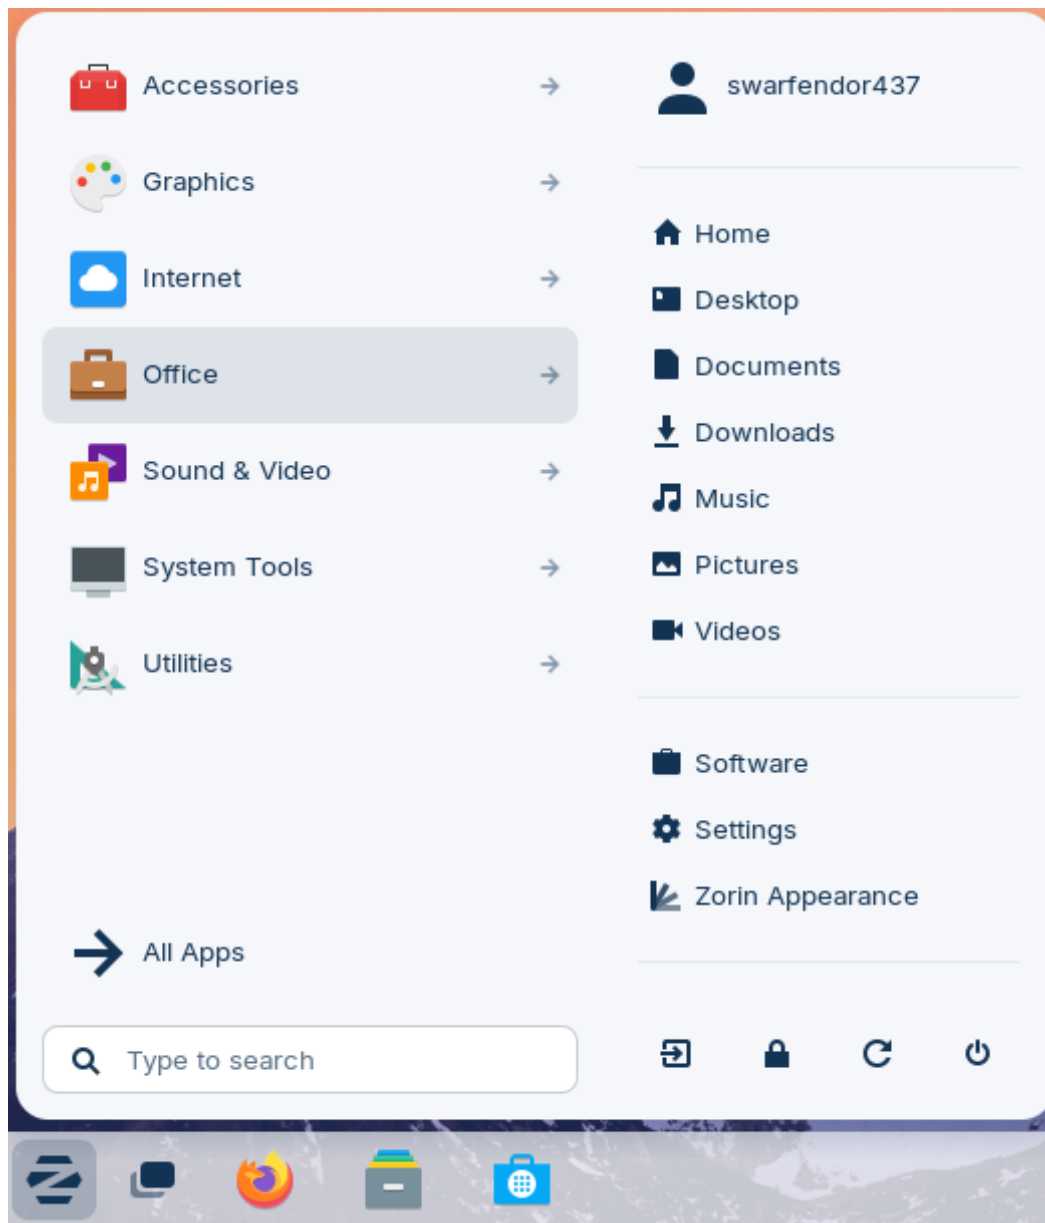 Accessories
Graphics
Internet
Office
Sound & Video
System Tools
Utilities
All Apps
Type to search
swarfendor437
Home
Desktop
Documents
Downloads
Music
Pictures
Videos
Software
Settings
Zorin Appearance